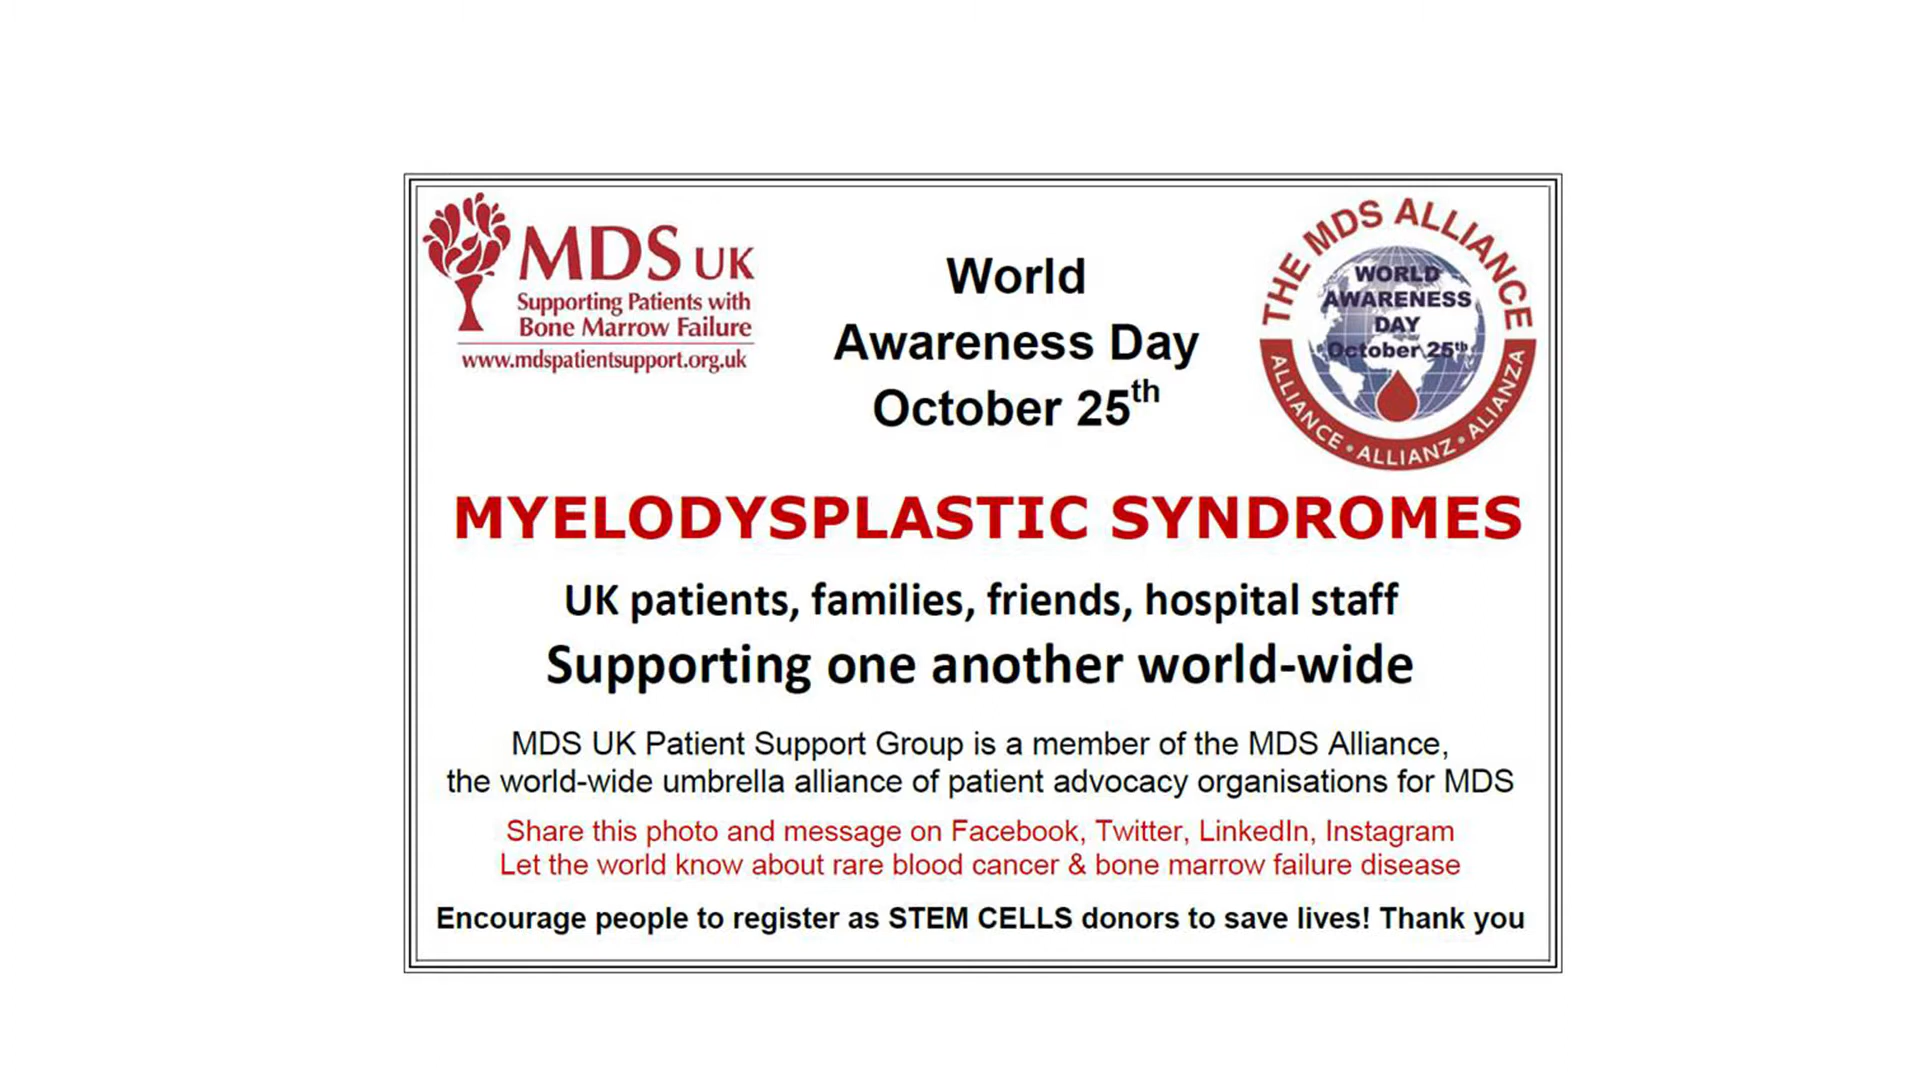 MDS UK
Supporting Patients with
Bone Marrow Failure
www.mdspatientsupport.org.uk
World
Awareness Day
October 25th
THE MDS ALLIANCE
WORLD
AWARENESS
DAY
October 25th
ALLIANCE • ALLIANZ • ALIANZA
MYELODYSPLASTIC SYNDROMES
UK patients, families, friends, hospital staff
Supporting one another world-wide
MDS UK Patient Support Group is a member of the MDS Alliance,
the world-wide umbrella alliance of patient advocacy organisations for MDS
Share this photo and message on Facebook, Twitter, LinkedIn, Instagram
Let the world know about rare blood cancer & bone marrow failure disease
Encourage people to register as STEM CELLS donors to save lives! Thank you